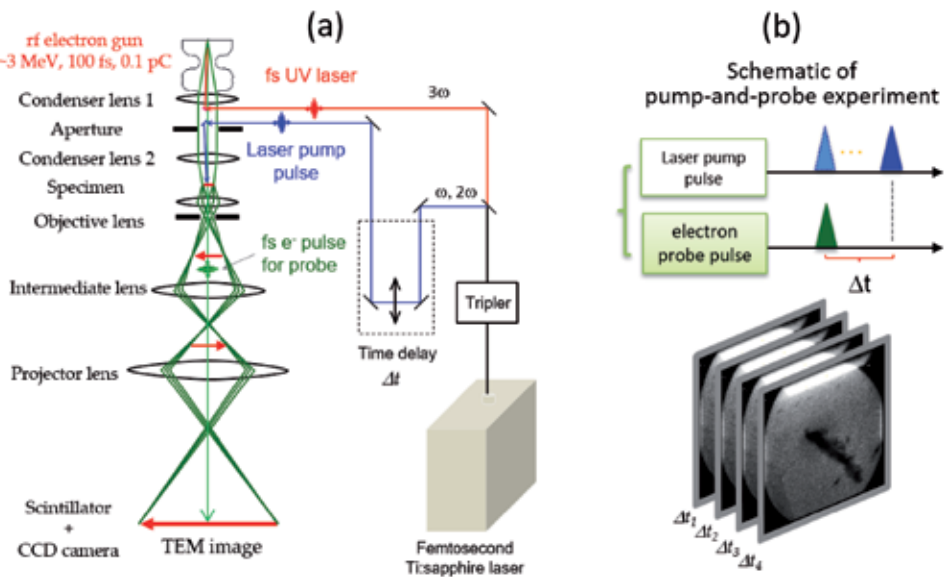 (a)
rf electron gun
~3 MeV, 100 fs, 0.1 pC
Condenser lens 1
Aperture
Condenser lens 2
Specimen
Objective lens
Intermediate lens
Projector lens
Scintillator
+
CCD camera
TEM image
fs UV laser
3ω
Laser pump
pulse
ω, 2ω
fs e- pulse
for probe
Tripler
Time delay
Δt
Femtosecond
Ti:sapphire laser
(b)
Schematic of
pump-and-probe experiment
Laser pump
pulse
electron
probe pulse
Δt
Δt1
Δt2
Δt3
Δt4